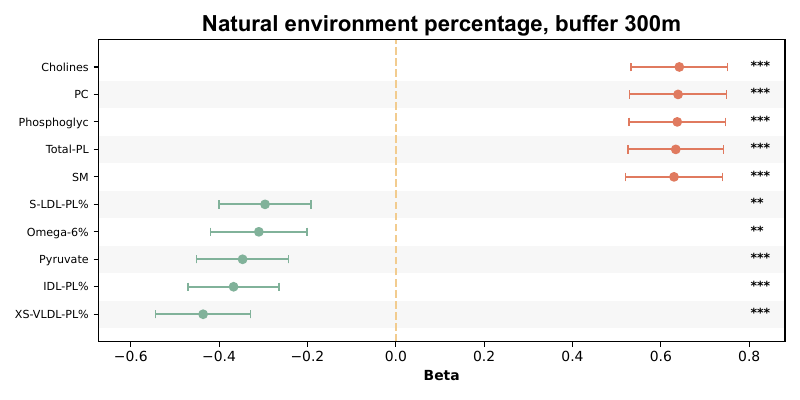 Natural environment percentage, buffer 300m
Cholines ***
PC ***
Phosphoglyc ***
Total-PL ***
SM ***
S-LDL-PL% **
Omega-6% **
Pyruvate ***
IDL-PL% ***
XS-VLDL-PL% ***
−0.6 −0.4 −0.2 0.0 0.2 0.4 0.6 0.8
Beta